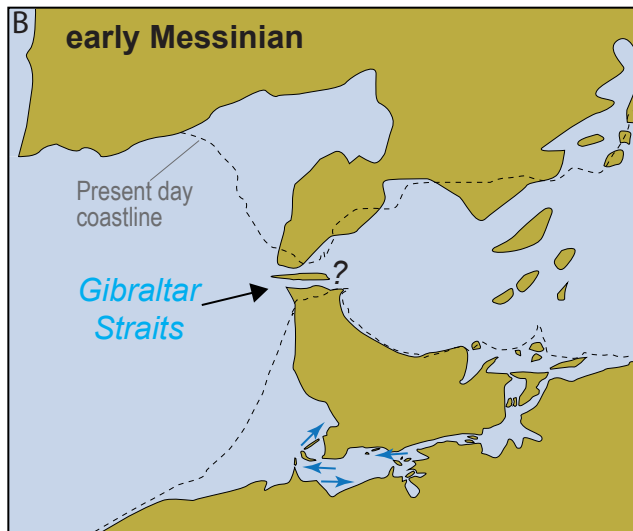 B
early Messinian
Present day
coastline
?
Gibraltar
Straits